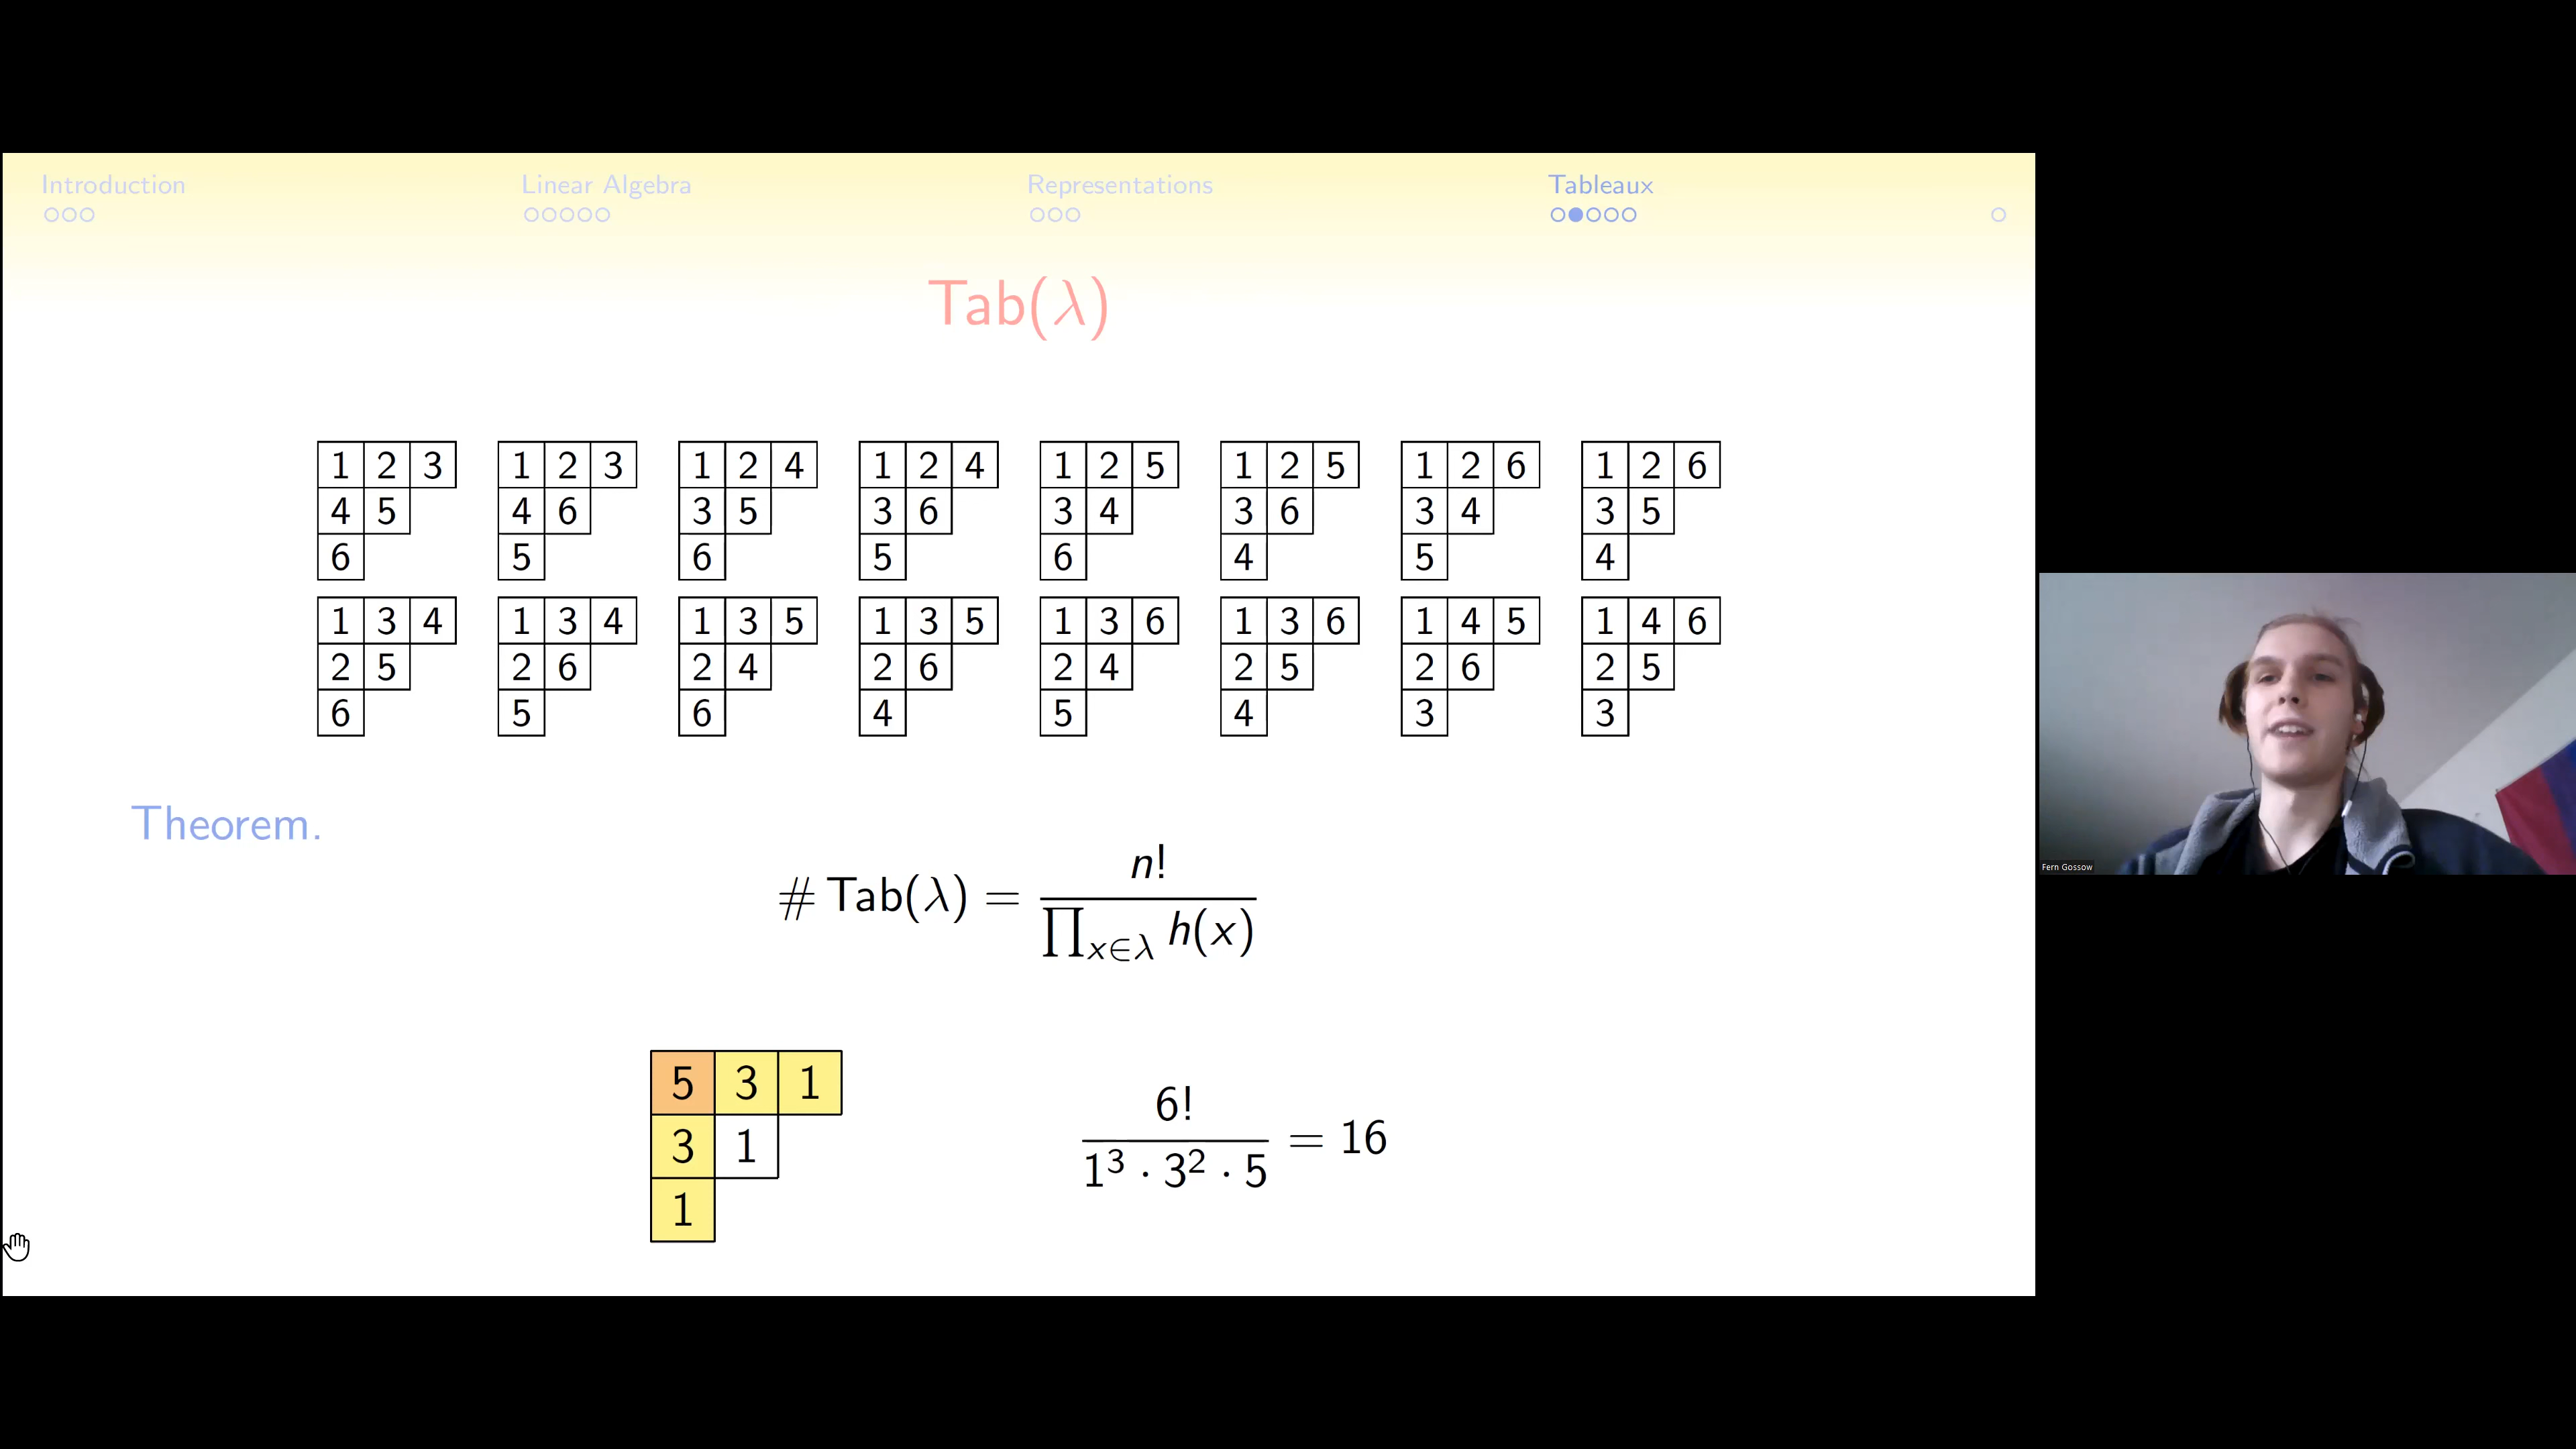 Introduction Linear Algebra Representations Tableaux
Tab(λ)
1 2 3 1 2 3 1 2 4 1 2 4 1 2 5 1 2 5 1 2 6 1 2 6
4 5 4 6 3 5 3 6 3 4 3 6 3 4 3 5
6 5 6 5 6 4 5 4
1 3 4 1 3 4 1 3 5 1 3 5 1 3 6 1 3 6 1 4 5 1 4 6
2 5 2 6 2 4 2 6 2 4 2 5 2 6 2 5
6 5 6 4 5 4 3 3
Theorem.
# Tab(λ) = n! / ∏x∈λ h(x)
5 3 1
3 1
1
6! / 1³ · 3² · 5 = 16
Fern Gossow